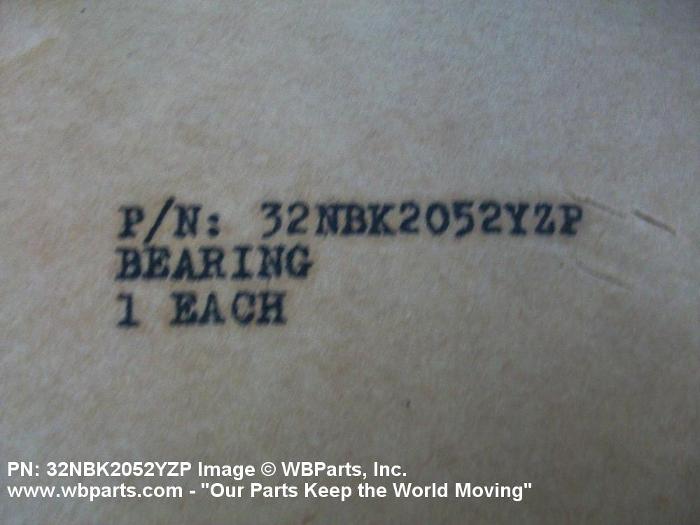 P/N: 32NBK2052YZP
BEARING
1 EACH
PN: 32NBK2052YZP Image © WBParts, Inc.
www.wbparts.com - "Our Parts Keep the World Moving"